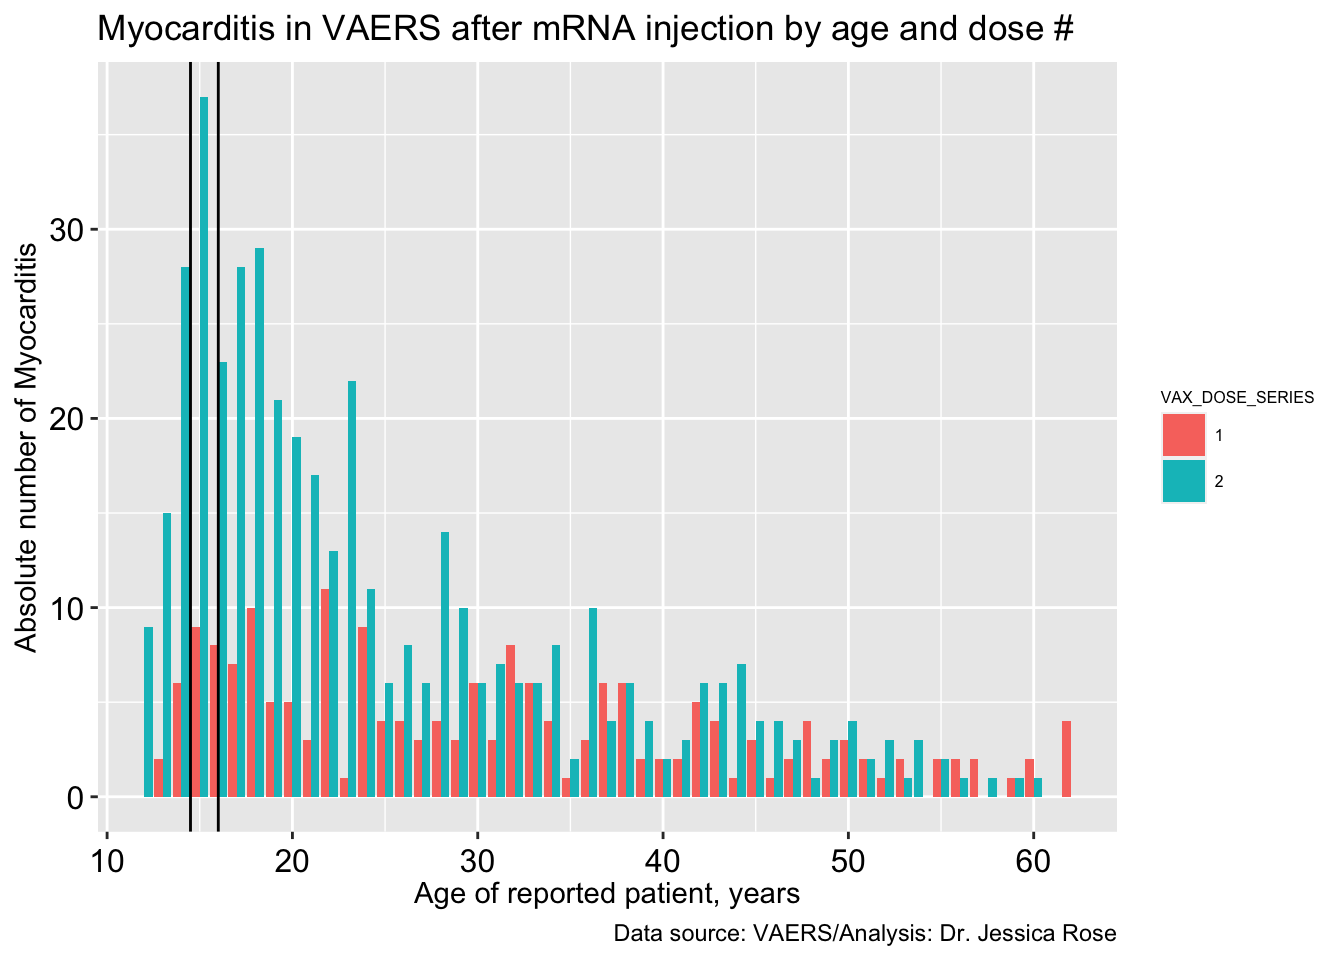 Myocarditis in VAERS after mRNA injection by age and dose #
Absolute number of Myocarditis
30
20
10
0
10 20 30 40 50 60
Age of reported patient, years
VAX_DOSE_SERIES
1
2
Data source: VAERS/Analysis: Dr. Jessica Rose